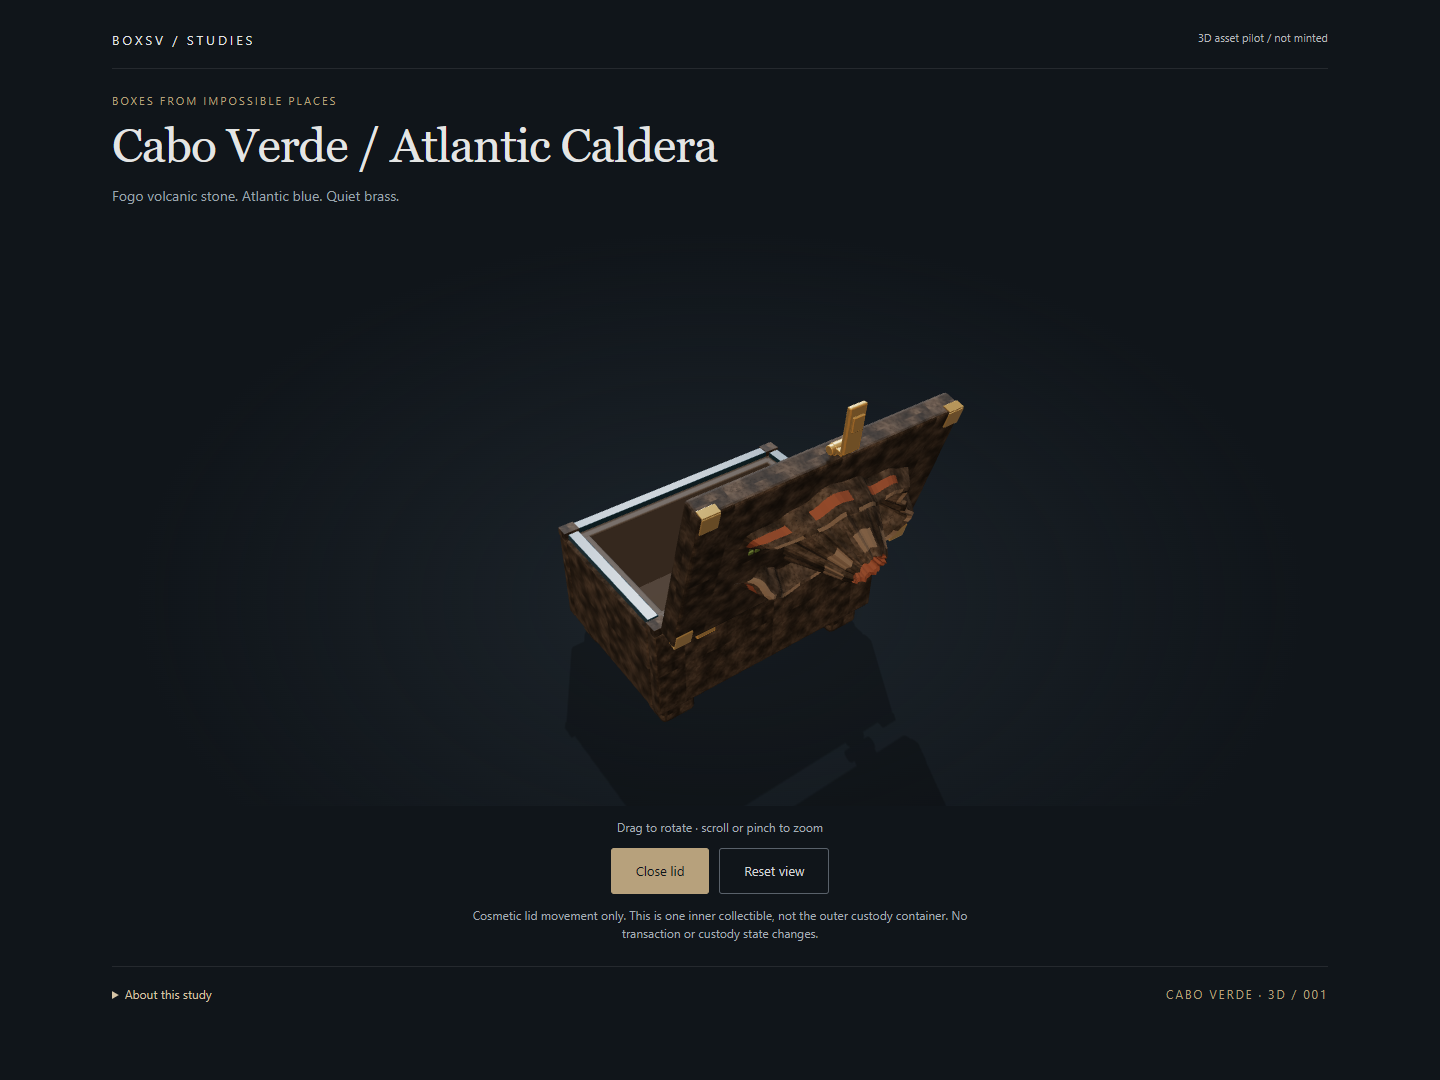 BOXSV / STUDIES
3D asset pilot / not minted
BOXES FROM IMPOSSIBLE PLACES
Cabo Verde / Atlantic Caldera
Fogo volcanic stone. Atlantic blue. Quiet brass.
Drag to rotate · scroll or pinch to zoom
Close lid
Reset view
Cosmetic lid movement only. This is one inner collectible, not the outer custody container. No
transaction or custody state changes.
About this study
CABO VERDE · 3D / 001